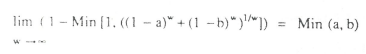 lim ( 1 – Min [1, ((1 – a)ʷ + (1 – b)ʷ )¹/ʷ]) = Min (a, b)
w → ∞